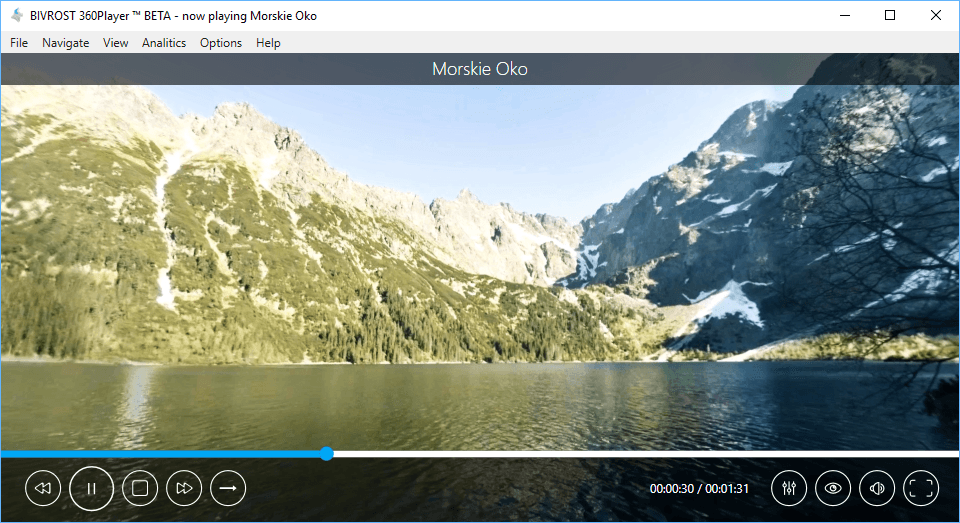 BIVROST 360Player ™ BETA - now playing Morskie Oko
File Navigate View Analitics Options Help
Morskie Oko
00:00:30 / 00:01:31